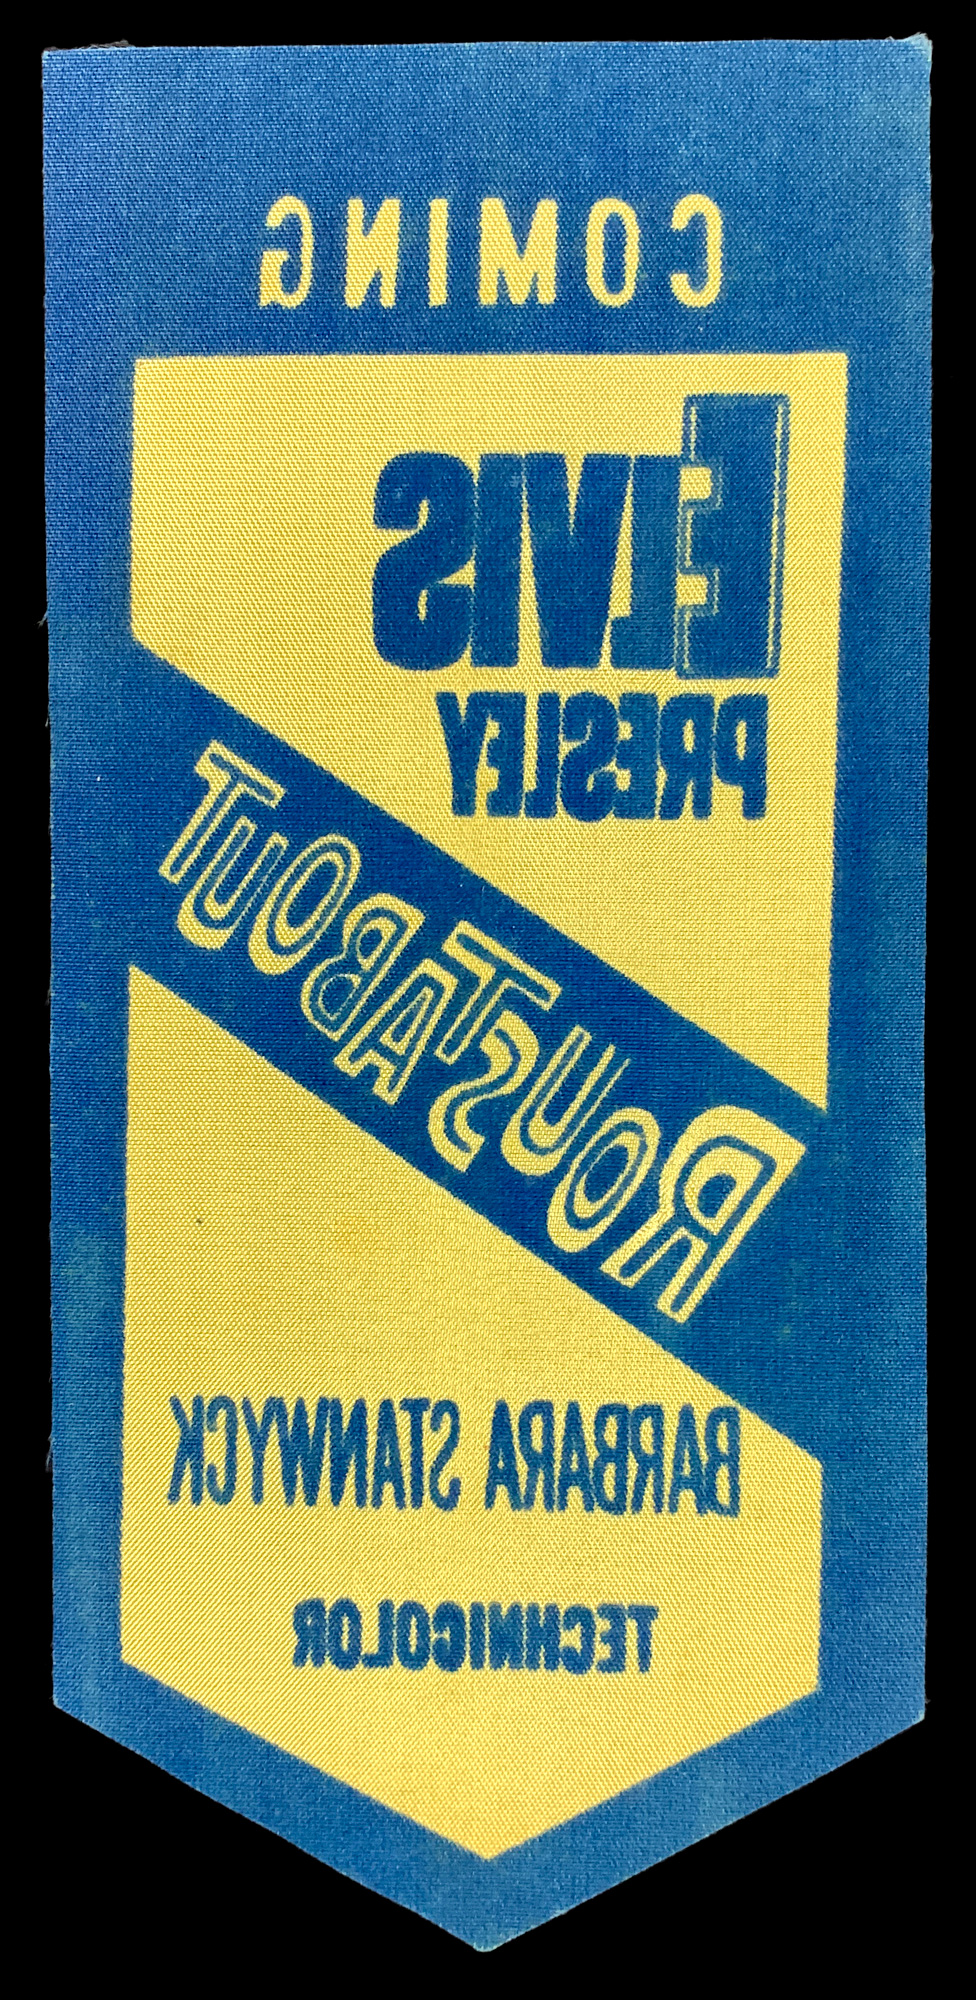 COMING
ELVIS
PRESLEY
ROUSTABOUT
BARBARA STANWYCK
TECHNICOLOR